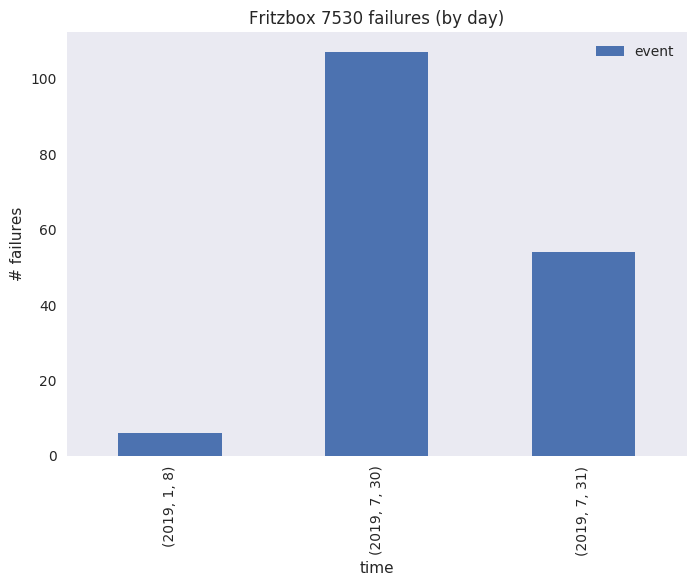 Fritzbox 7530 failures (by day)
event
# failures
100
80
60
40
20
0
(2019, 1, 8)
(2019, 7, 30)
(2019, 7, 31)
time